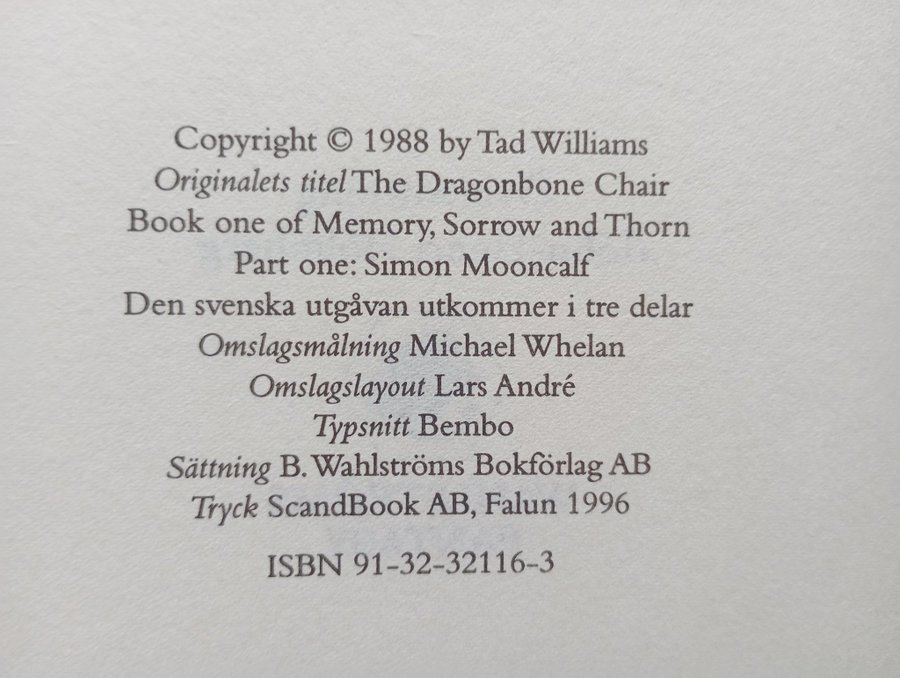 Copyright © 1988 by Tad Williams
Originalets titel The Dragonbone Chair
Book one of Memory, Sorrow and Thorn
Part one: Simon Mooncalf
Den svenska utgåvan utkommer i tre delar
Omslagsmålning Michael Whelan
Omslagslayout Lars André
Typsnitt Bembo
Sättning B. Wahlströms Bokförlag AB
Tryck ScandBook AB, Falun 1996
ISBN 91-32-32116-3